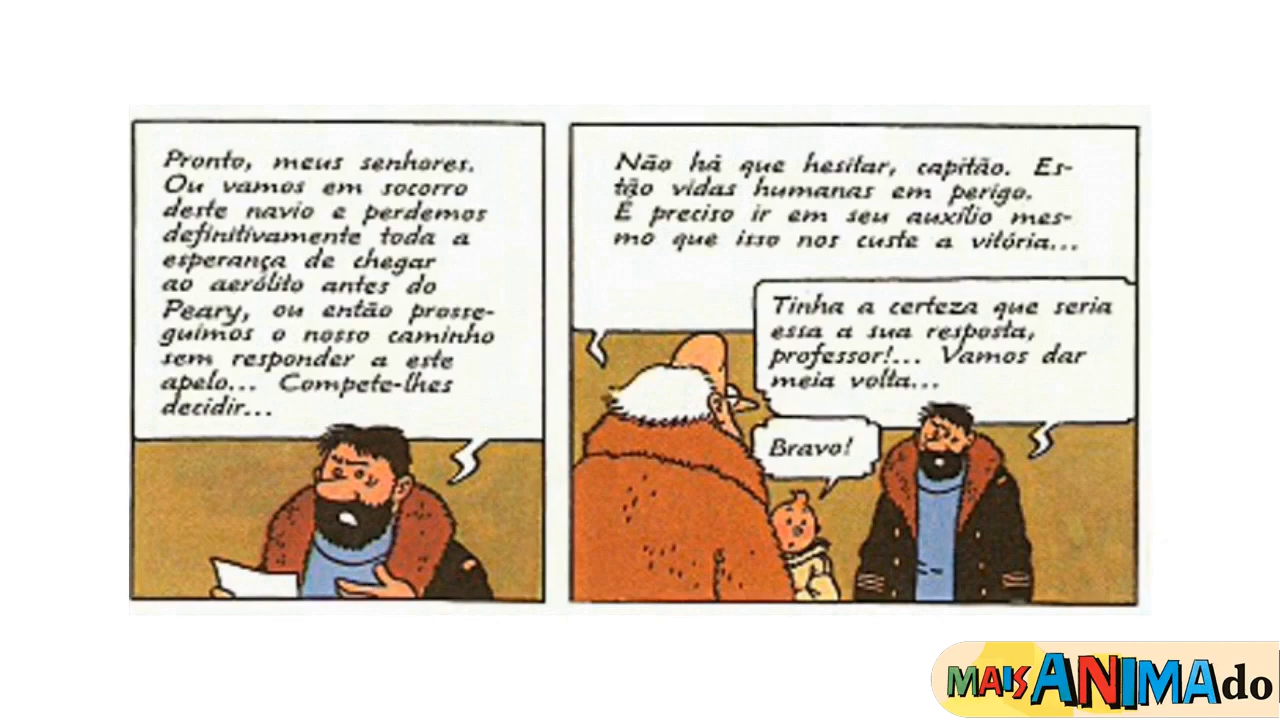 Pronto, meus senhores.
Ou vamos em socorro
deste navio e perdemos
definitivamente toda a
esperança de chegar
ao aerólito antes do
Peary, ou então prosse-
guimos o nosso caminho
sem responder a este
apelo... Compete-lhes
decidir...
Não há que hesitar, capitão. Es-
tão vidas humanas em perigo.
É preciso ir em seu auxílio mes-
mo que isso nos custe a vitória...
Tinha a certeza que seria
essa a sua resposta,
professor!... Vamos dar
meia volta...
Bravo!
MAIS ANIMAdo